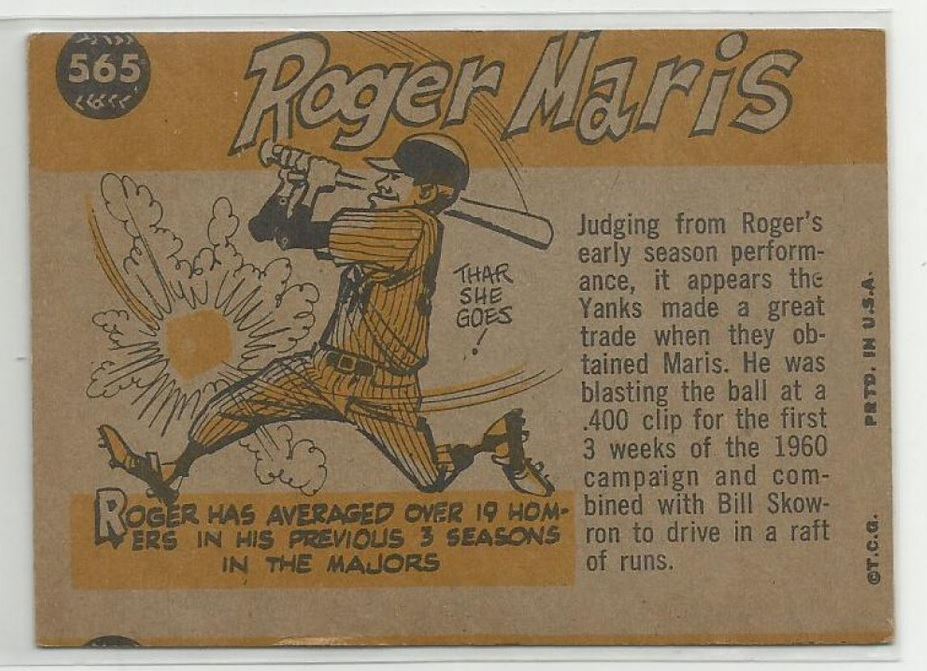 565
Roger Maris
THAR
SHE
GOES
!
Judging from Roger's
early season perform-
ance, it appears the
Yanks made a great
trade when they ob-
tained Maris. He was
blasting the ball at a
.400 clip for the first
3 weeks of the 1960
campaign and com-
bined with Bill Skow-
ron to drive in a raft
of runs.
ROGER HAS AVERAGED OVER 19 HOM-
ERS IN HIS PREVIOUS 3 SEASONS
IN THE MAJORS
©T.C.G. PRTD. IN U.S.A.